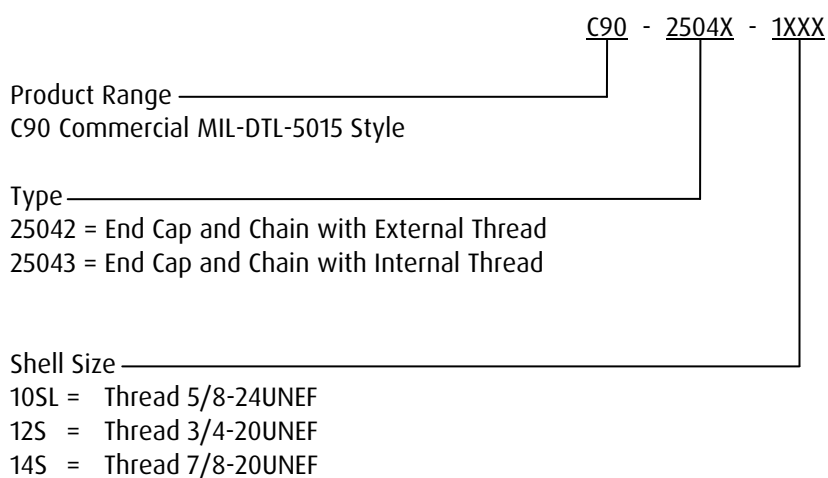 C90 - 2504X - 1XXX
Product Range
C90 Commercial MIL-DTL-5015 Style
Type
25042 = End Cap and Chain with External Thread
25043 = End Cap and Chain with Internal Thread
Shell Size
10SL = Thread 5/8-24UNEF
12S = Thread 3/4-20UNEF
14S = Thread 7/8-20UNEF